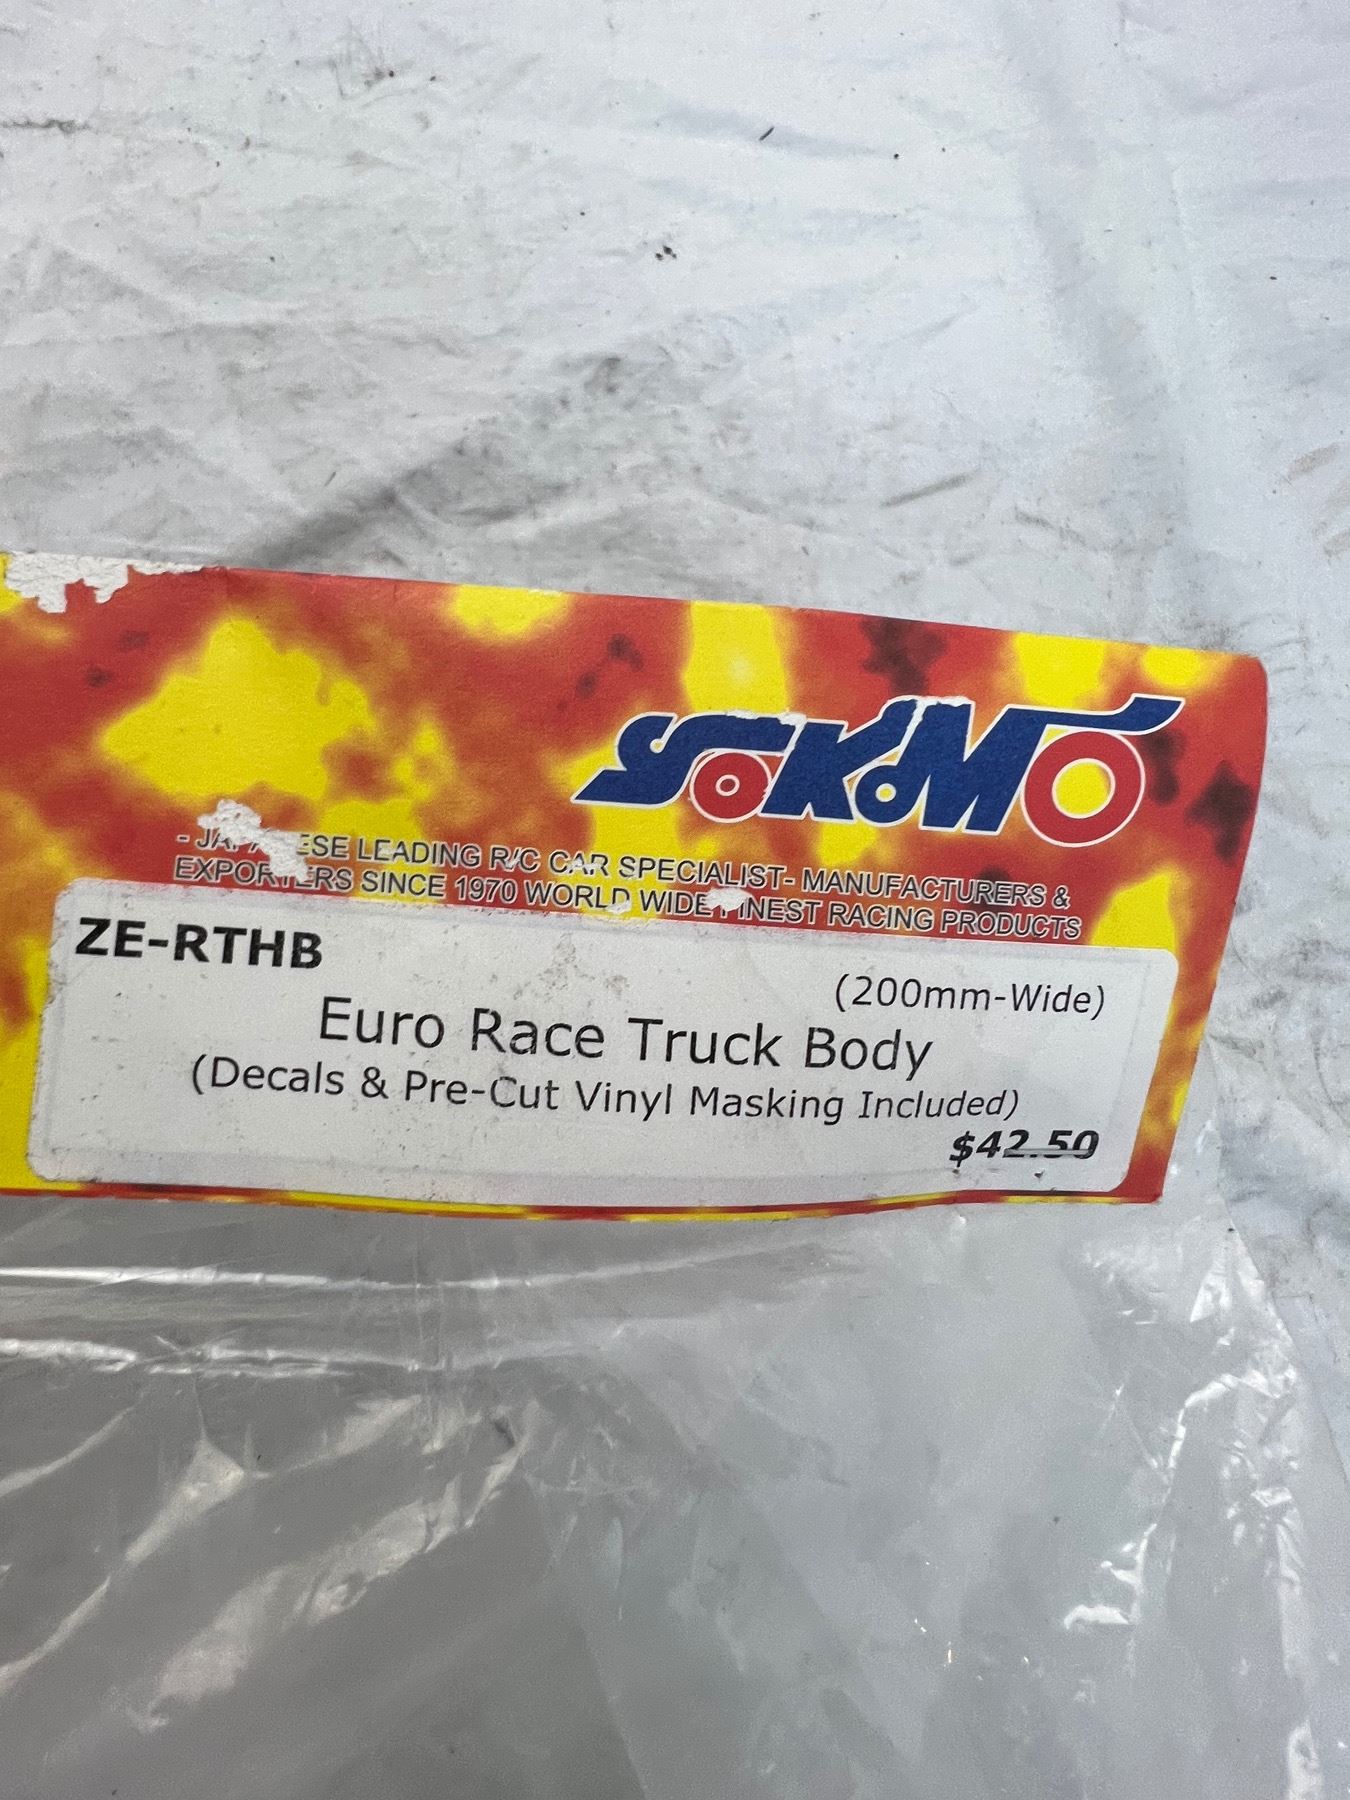 SOKMO
- JAPANESE LEADING R/C CAR SPECIALIST- MANUFACTURERS &
EXPORTERS SINCE 1970 WORLD WIDE FINEST RACING PRODUCTS
ZE-RTHB
(200mm-Wide)
Euro Race Truck Body
(Decals & Pre-Cut Vinyl Masking Included)
$42.50